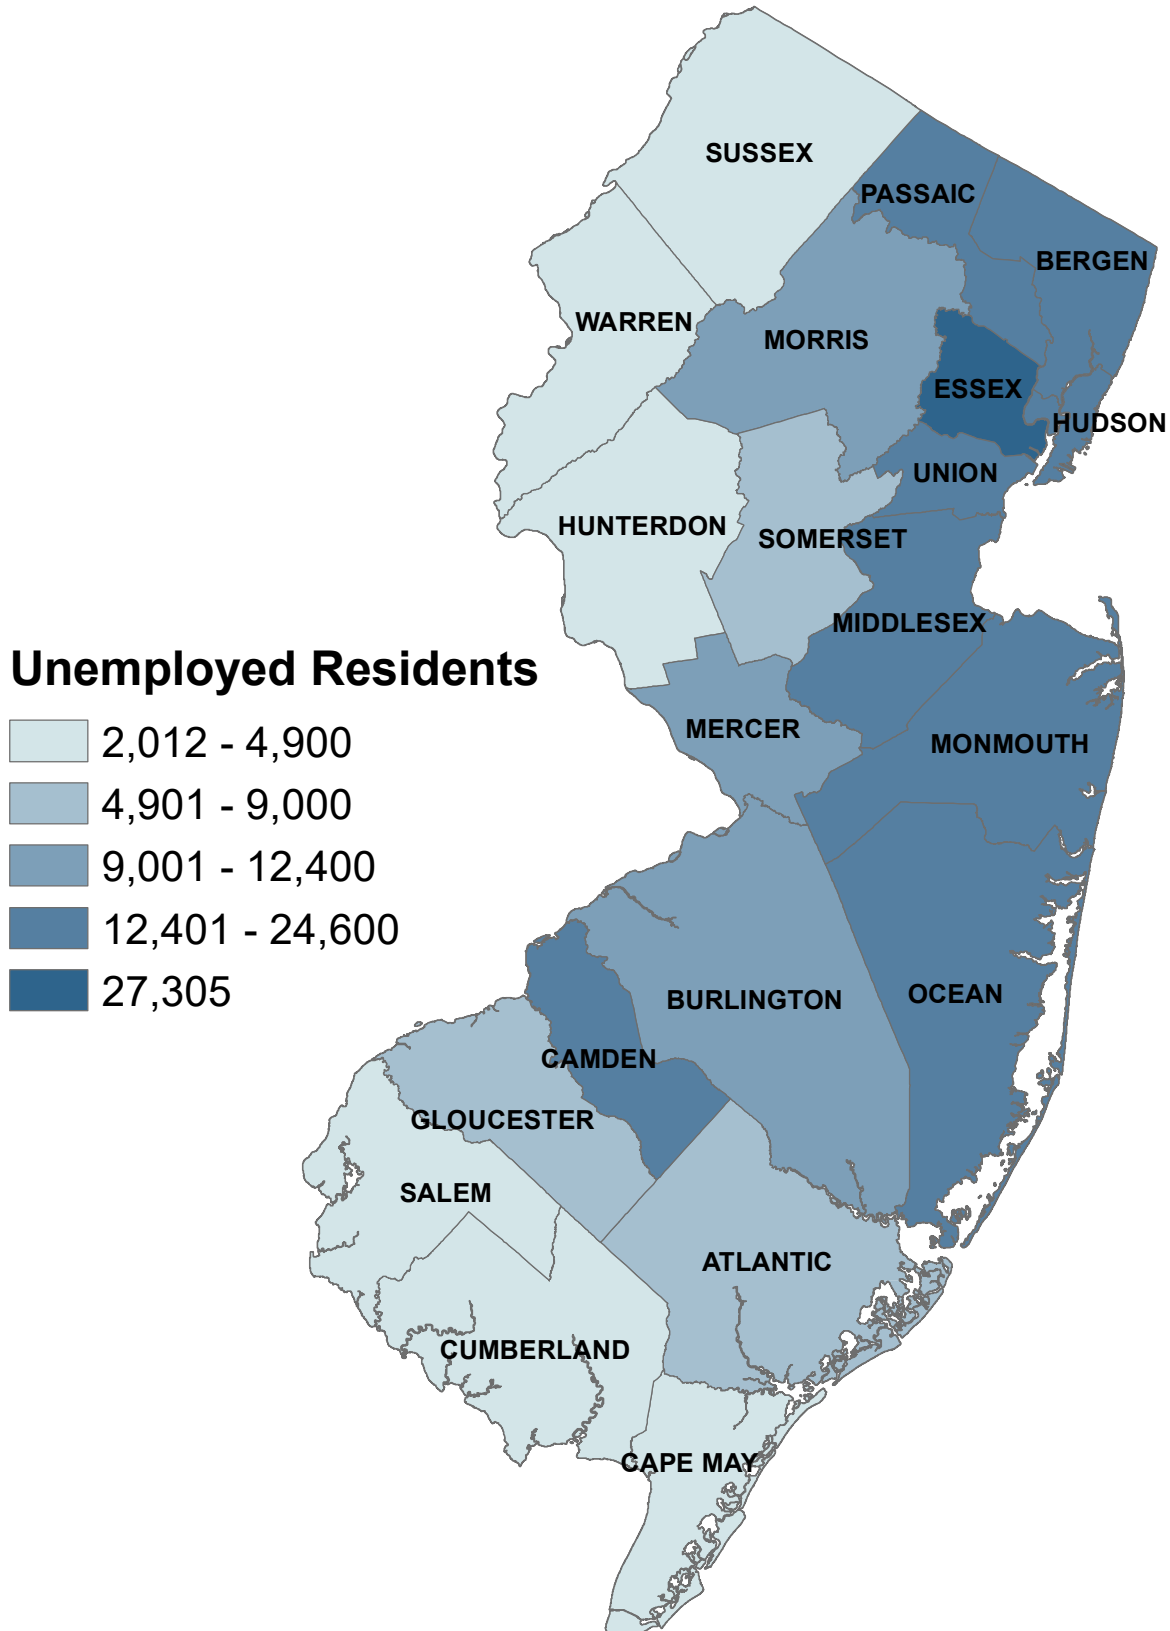 SUSSEX
PASSAIC
BERGEN
WARREN
MORRIS
ESSEX
HUDSON
UNION
HUNTERDON
SOMERSET
MIDDLESEX
Unemployed Residents
2,012 - 4,900
4,901 - 9,000
9,001 - 12,400
12,401 - 24,600
27,305
MERCER
MONMOUTH
OCEAN
BURLINGTON
CAMDEN
GLOUCESTER
SALEM
ATLANTIC
CUMBERLAND
CAPE MAY